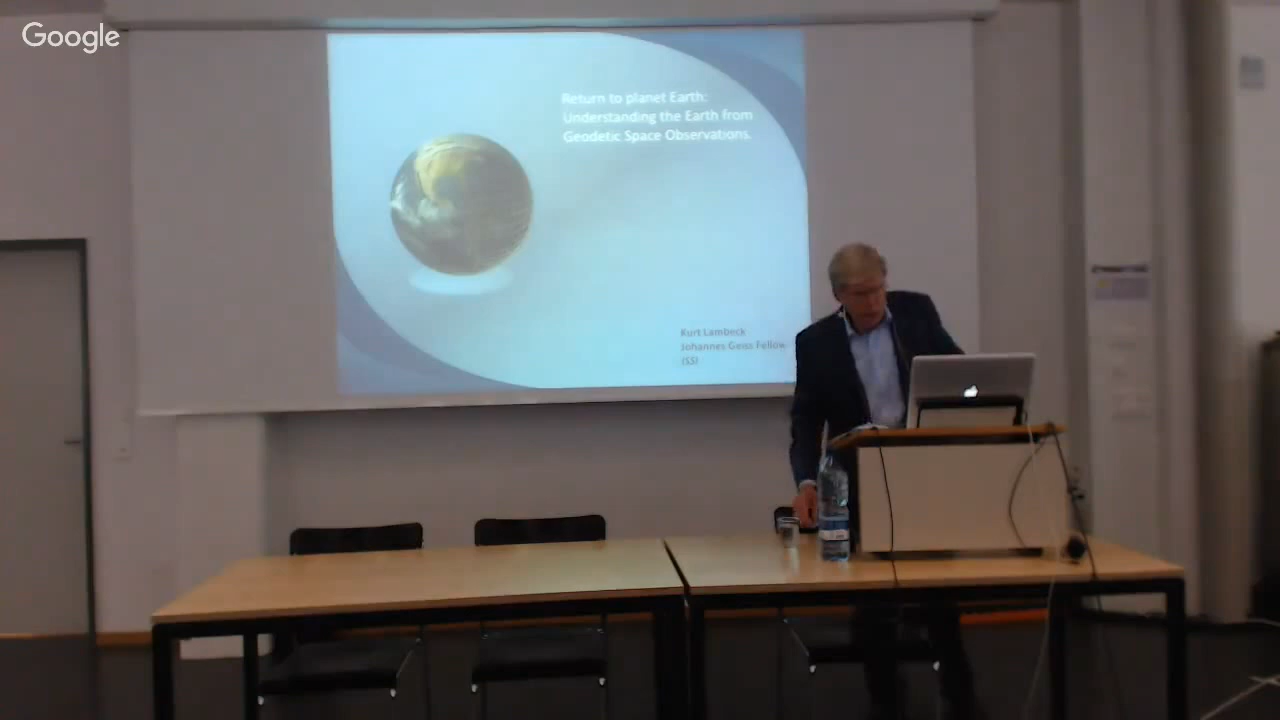 Google
Return to planet Earth:
Understanding the Earth from
Geodetic Space Observations.
Kurt Lambeck
Johannes Geiss Fellow
ISSI